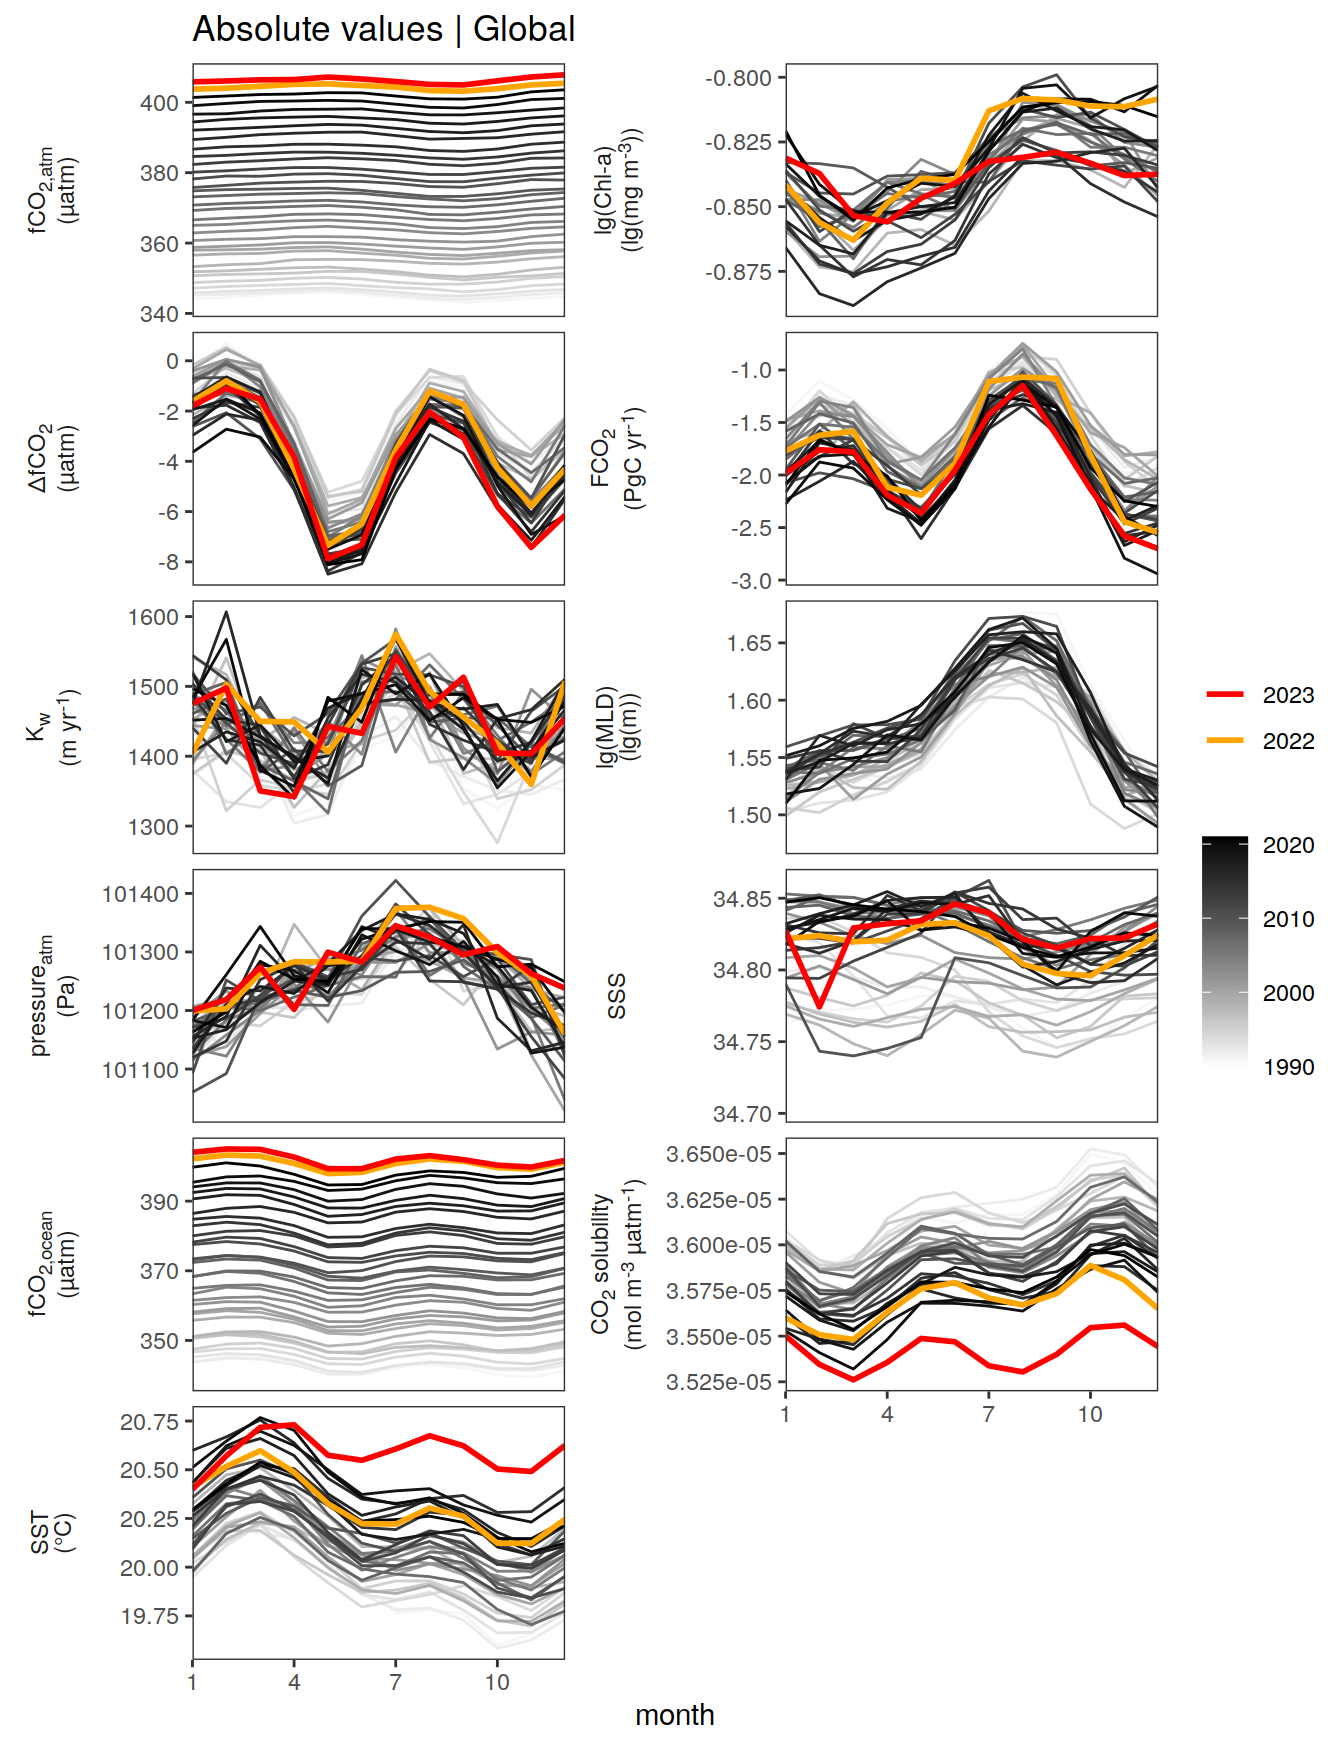 Absolute values | Global
fCO2,atm
(µatm)
400
380
360
340
lg(Chl-a)
(lg(mg m-3))
-0.800
-0.825
-0.850
-0.875
ΔfCO2
(µatm)
0
-2
-4
-6
-8
FCO2
(PgC yr-1)
-1.0
-1.5
-2.0
-2.5
-3.0
Kw
(m yr-1)
1600
1500
1400
1300
lg(MLD)
(lg(m))
1.65
1.60
1.55
1.50
2023
2022
pressureatm
(Pa)
101400
101300
101200
101100
SSS
34.85
34.80
34.75
34.70
2020
2010
2000
1990
fCO2,ocean
(µatm)
390
370
350
CO2 solubility
(mol m-3 µatm-1)
3.650e-05
3.625e-05
3.600e-05
3.575e-05
3.550e-05
3.525e-05
1 4 7 10
SST
(°C)
20.75
20.50
20.25
20.00
19.75
1 4 7 10
month